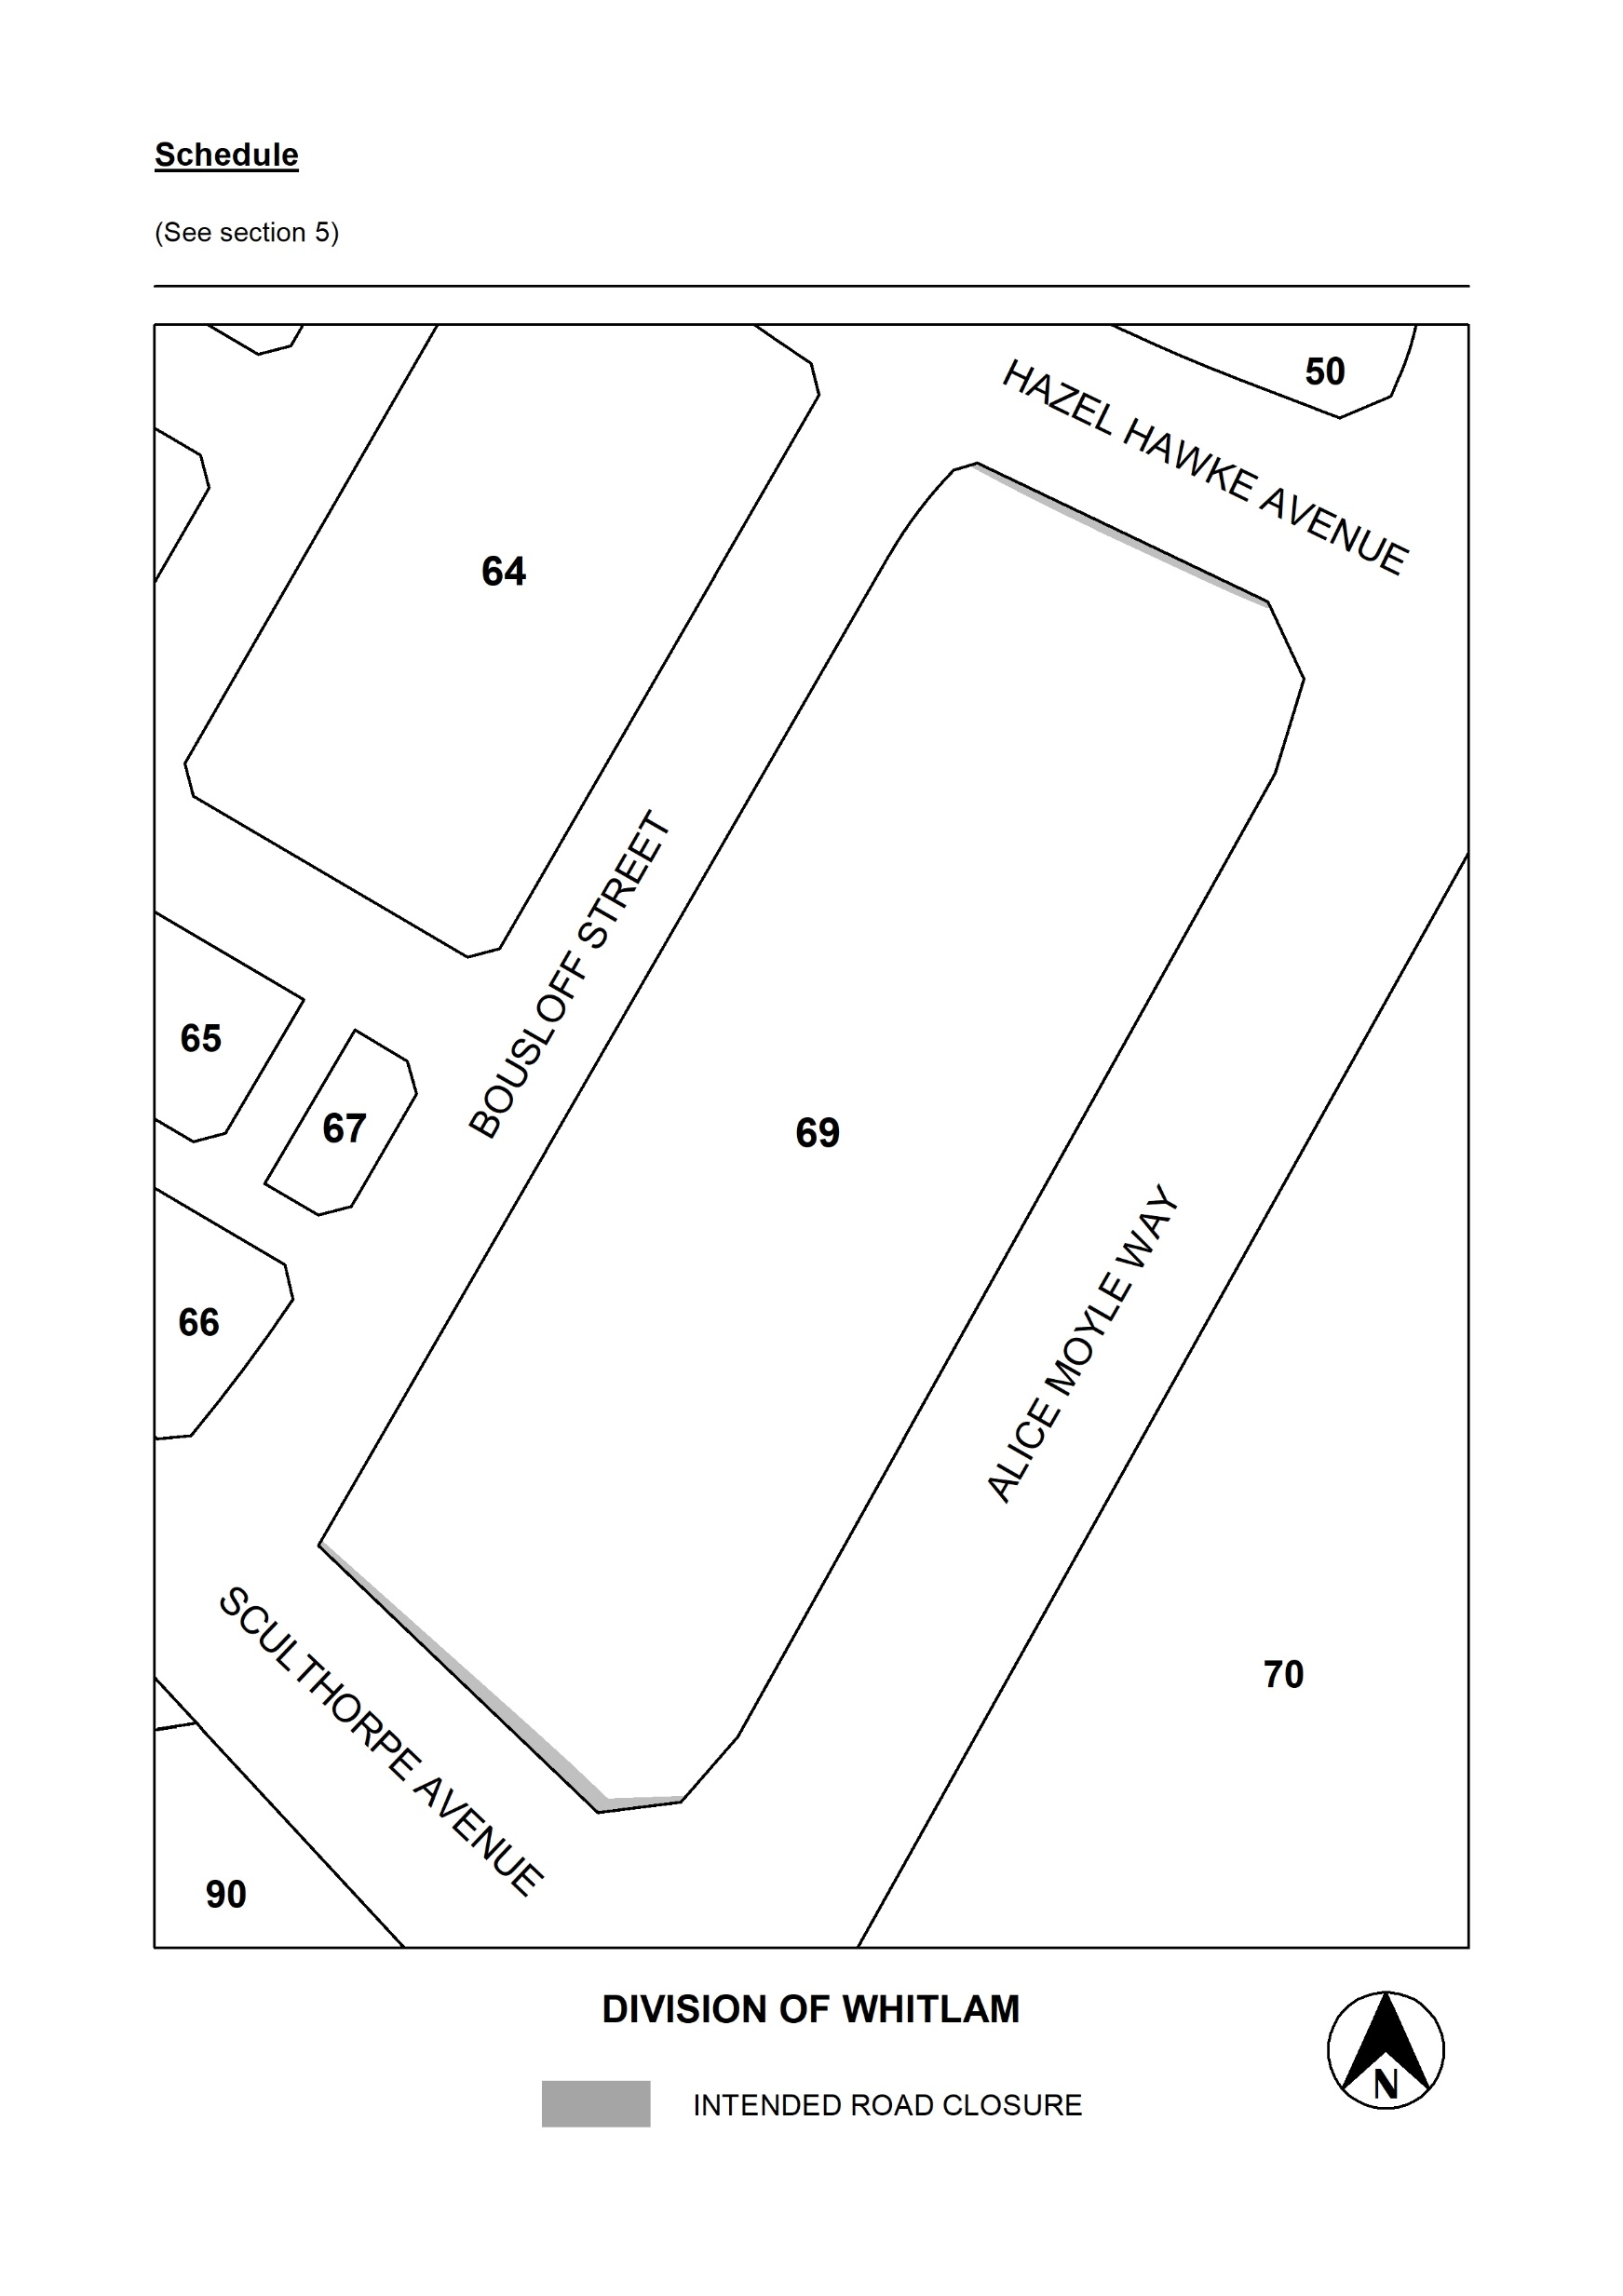 Schedule
(See section 5)
50
HAZEL HAWKE AVENUE
64
BOUSLOFF STREET
65
67
69
66
ALICE MOYLE WAY
SCULTHORPE AVENUE
70
90
DIVISION OF WHITLAM
N
INTENDED ROAD CLOSURE